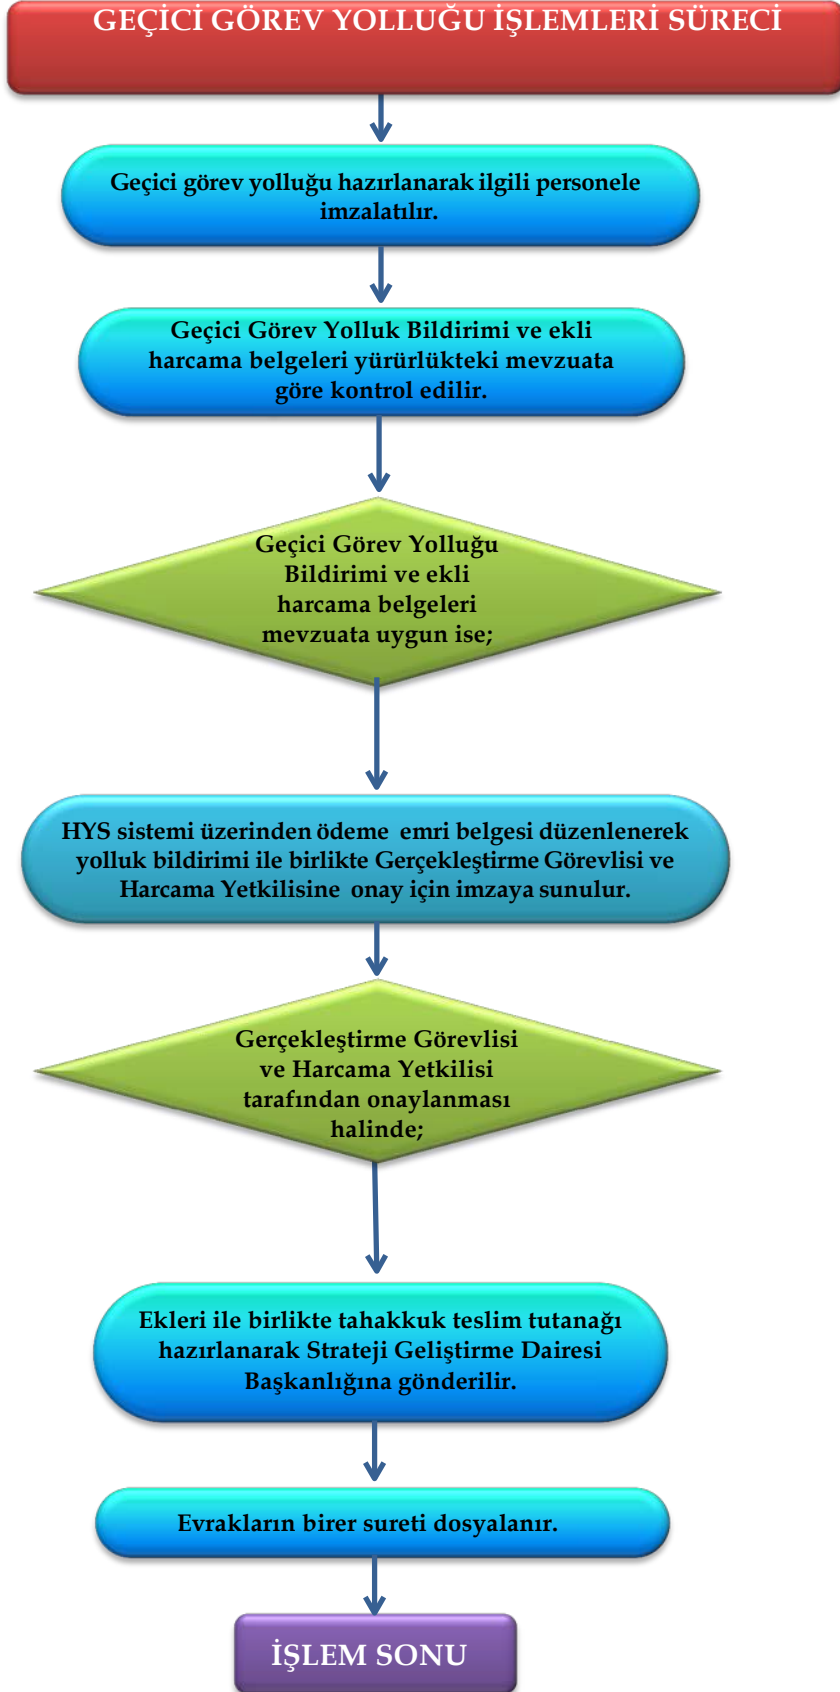 GEÇİCİ GÖREV YOLLUĞU İŞLEMLERİ SÜRECİ
Geçici görev yolluğu hazırlanarak ilgili personele
imzalatılır.
Geçici Görev Yolluk Bildirimi ve ekli
harcama belgeleri yürürlükteki mevzuata
göre kontrol edilir.
Geçici Görev Yolluğu
Bildirimi ve ekli
harcama belgeleri
mevzuata uygun ise;
HYS sistemi üzerinden ödeme emri belgesi düzenlenerek
yolluk bildirimi ile birlikte Gerçekleştirme Görevlisi ve
Harcama Yetkilisine onay için imzaya sunulur.
Gerçekleştirme Görevlisi
ve Harcama Yetkilisi
tarafından onaylanması
halinde;
Ekleri ile birlikte tahakkuk teslim tutanağı
hazırlanarak Strateji Geliştirme Dairesi
Başkanlığına gönderilir.
Evrakların birer sureti dosyalanır.
İŞLEM SONU